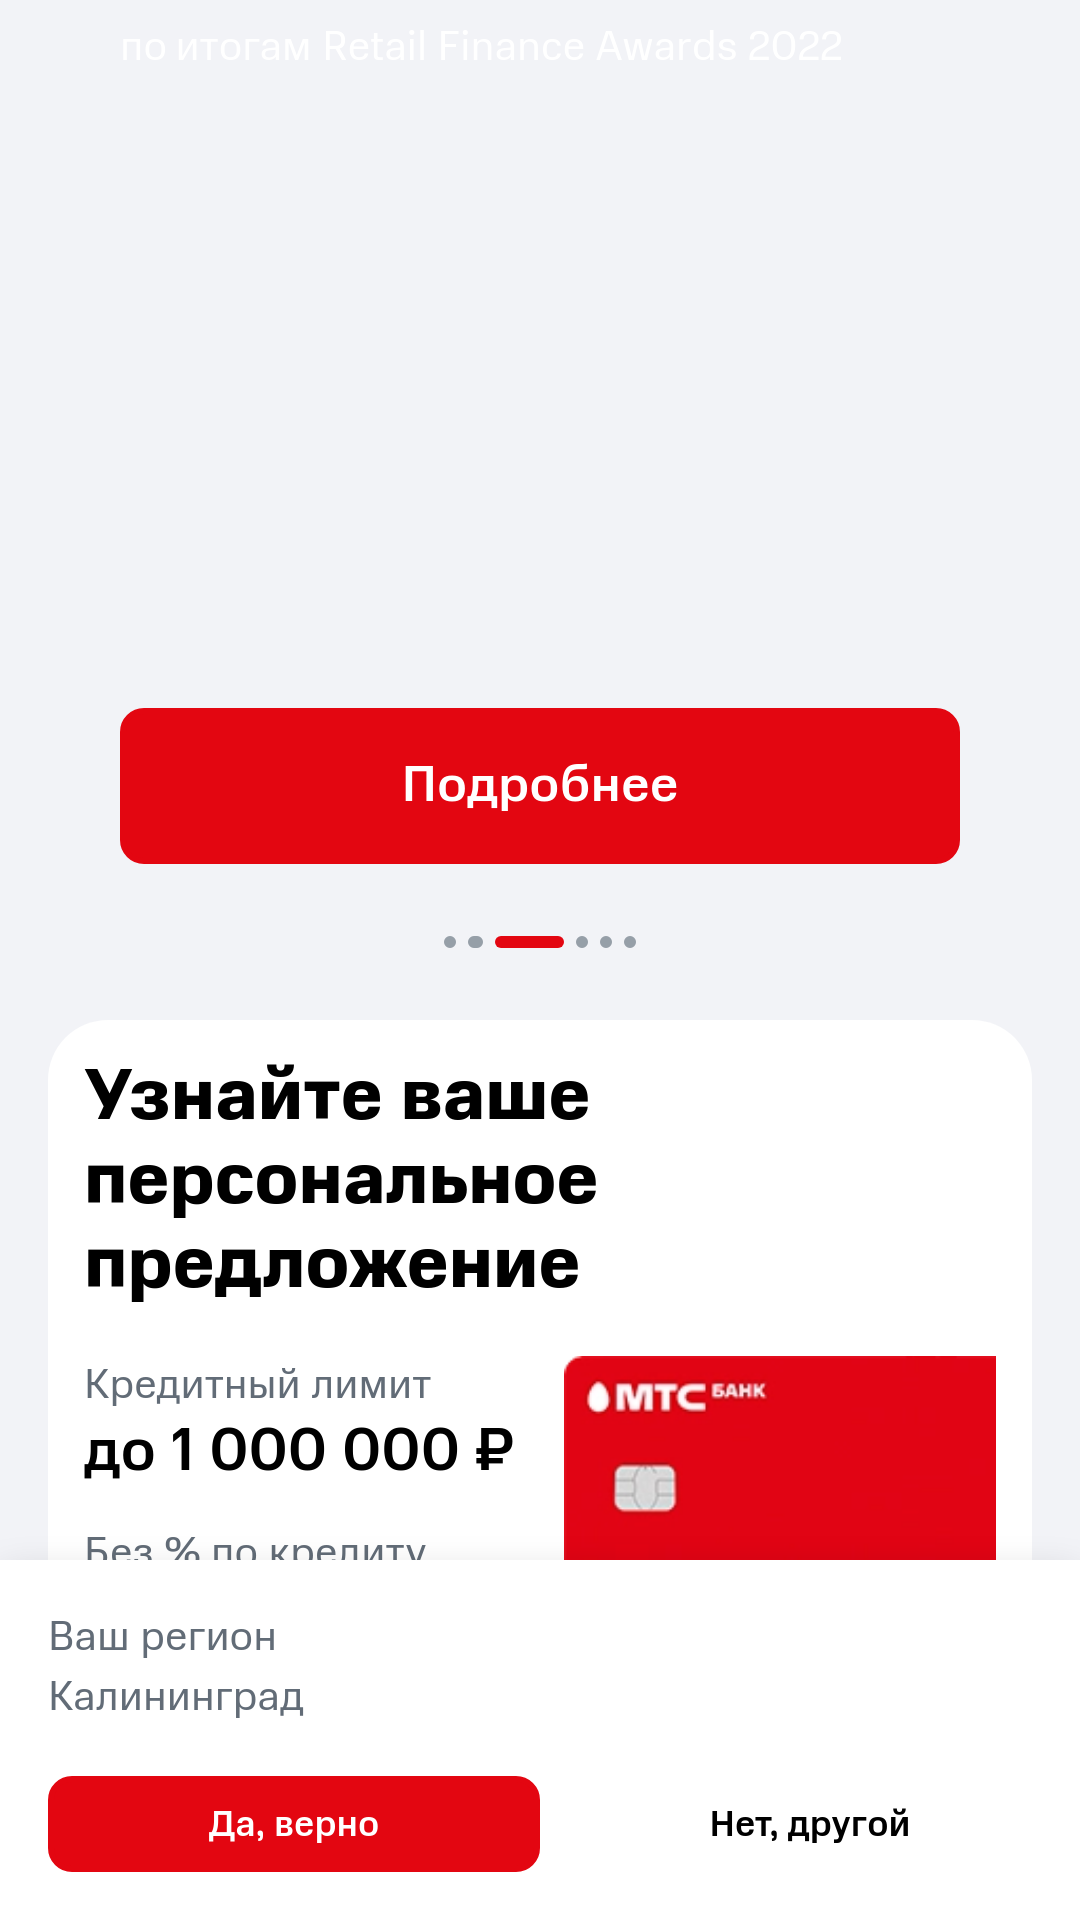 по итогам Retail Finance Awards 2022
Подробнее
Узнайте ваше
персональное
предложение
Кредитный лимит
до 1 000 000 ₽
МТС БАНК
Без % по кредиту
Ваш регион
Калининград
Да, верно
Нет, другой